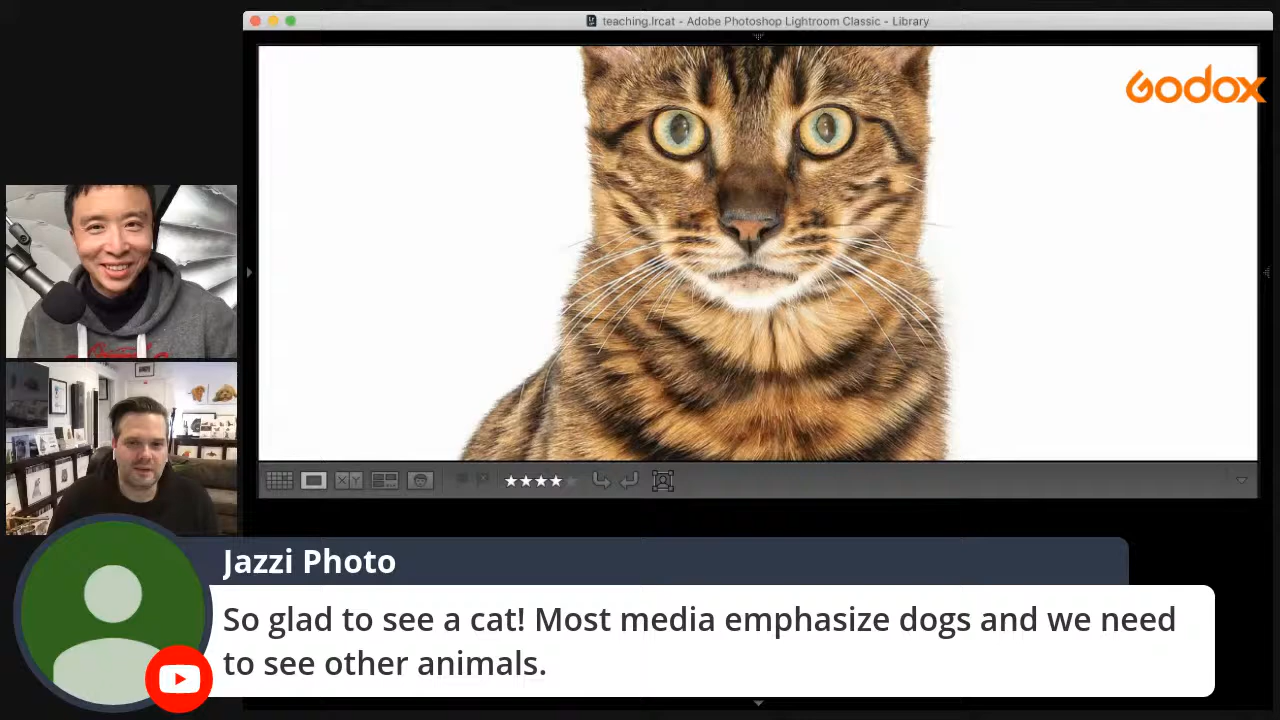 teaching.lrcat - Adobe Photoshop Lightroom Classic - Library
Godox
X Y
Jazzi Photo
So glad to see a cat! Most media emphasize dogs and we need
to see other animals.